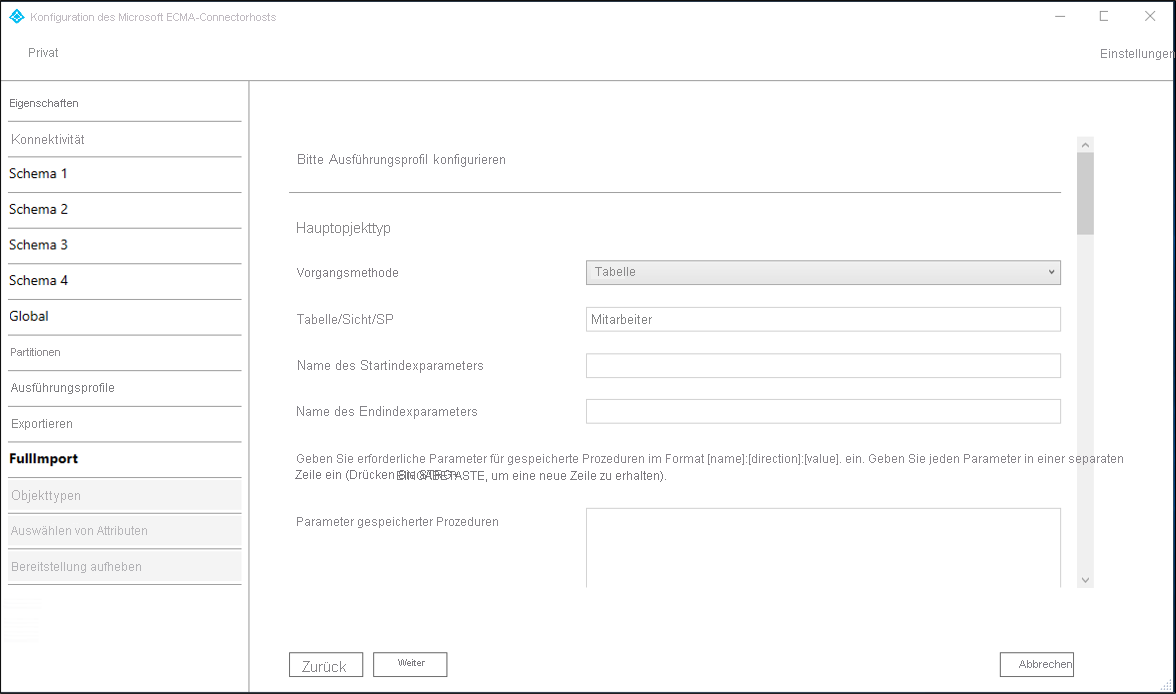 Konfiguration des Microsoft ECMA-Connectorhosts
Privat
Einstellungen
Eigenschaften
Konnektivität
Schema 1
Schema 2
Schema 3
Schema 4
Global
Partitionen
Ausführungsprofile
Exportieren
FullImport
Objekttypen
Auswählen von Attributen
Bereitstellung aufheben
Bitte Ausführungsprofil konfigurieren
Hauptopjekttyp
Vorgangsmethode
Tabelle
Tabelle/Sicht/SP
Mitarbeiter
Name des Startindexparameters
Name des Endindexparameters
Geben Sie erforderliche Parameter für gespeicherte Prozeduren im Format [name]:[direction]:[value]. ein. Geben Sie jeden Parameter in einer separaten
Zeile ein (Drücken Sie STRG+EINGABETASTE, um eine neue Zeile zu erhalten).
Parameter gespeicherter Prozeduren
Zurück
Weiter
Abbrechen